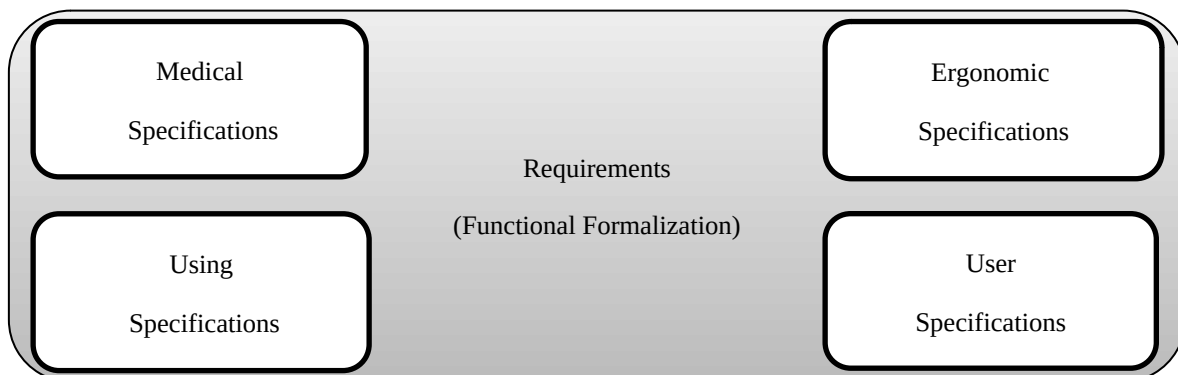 Medical
Specifications
Ergonomic
Specifications
Requirements
(Functional Formalization)
Using
Specifications
User
Specifications